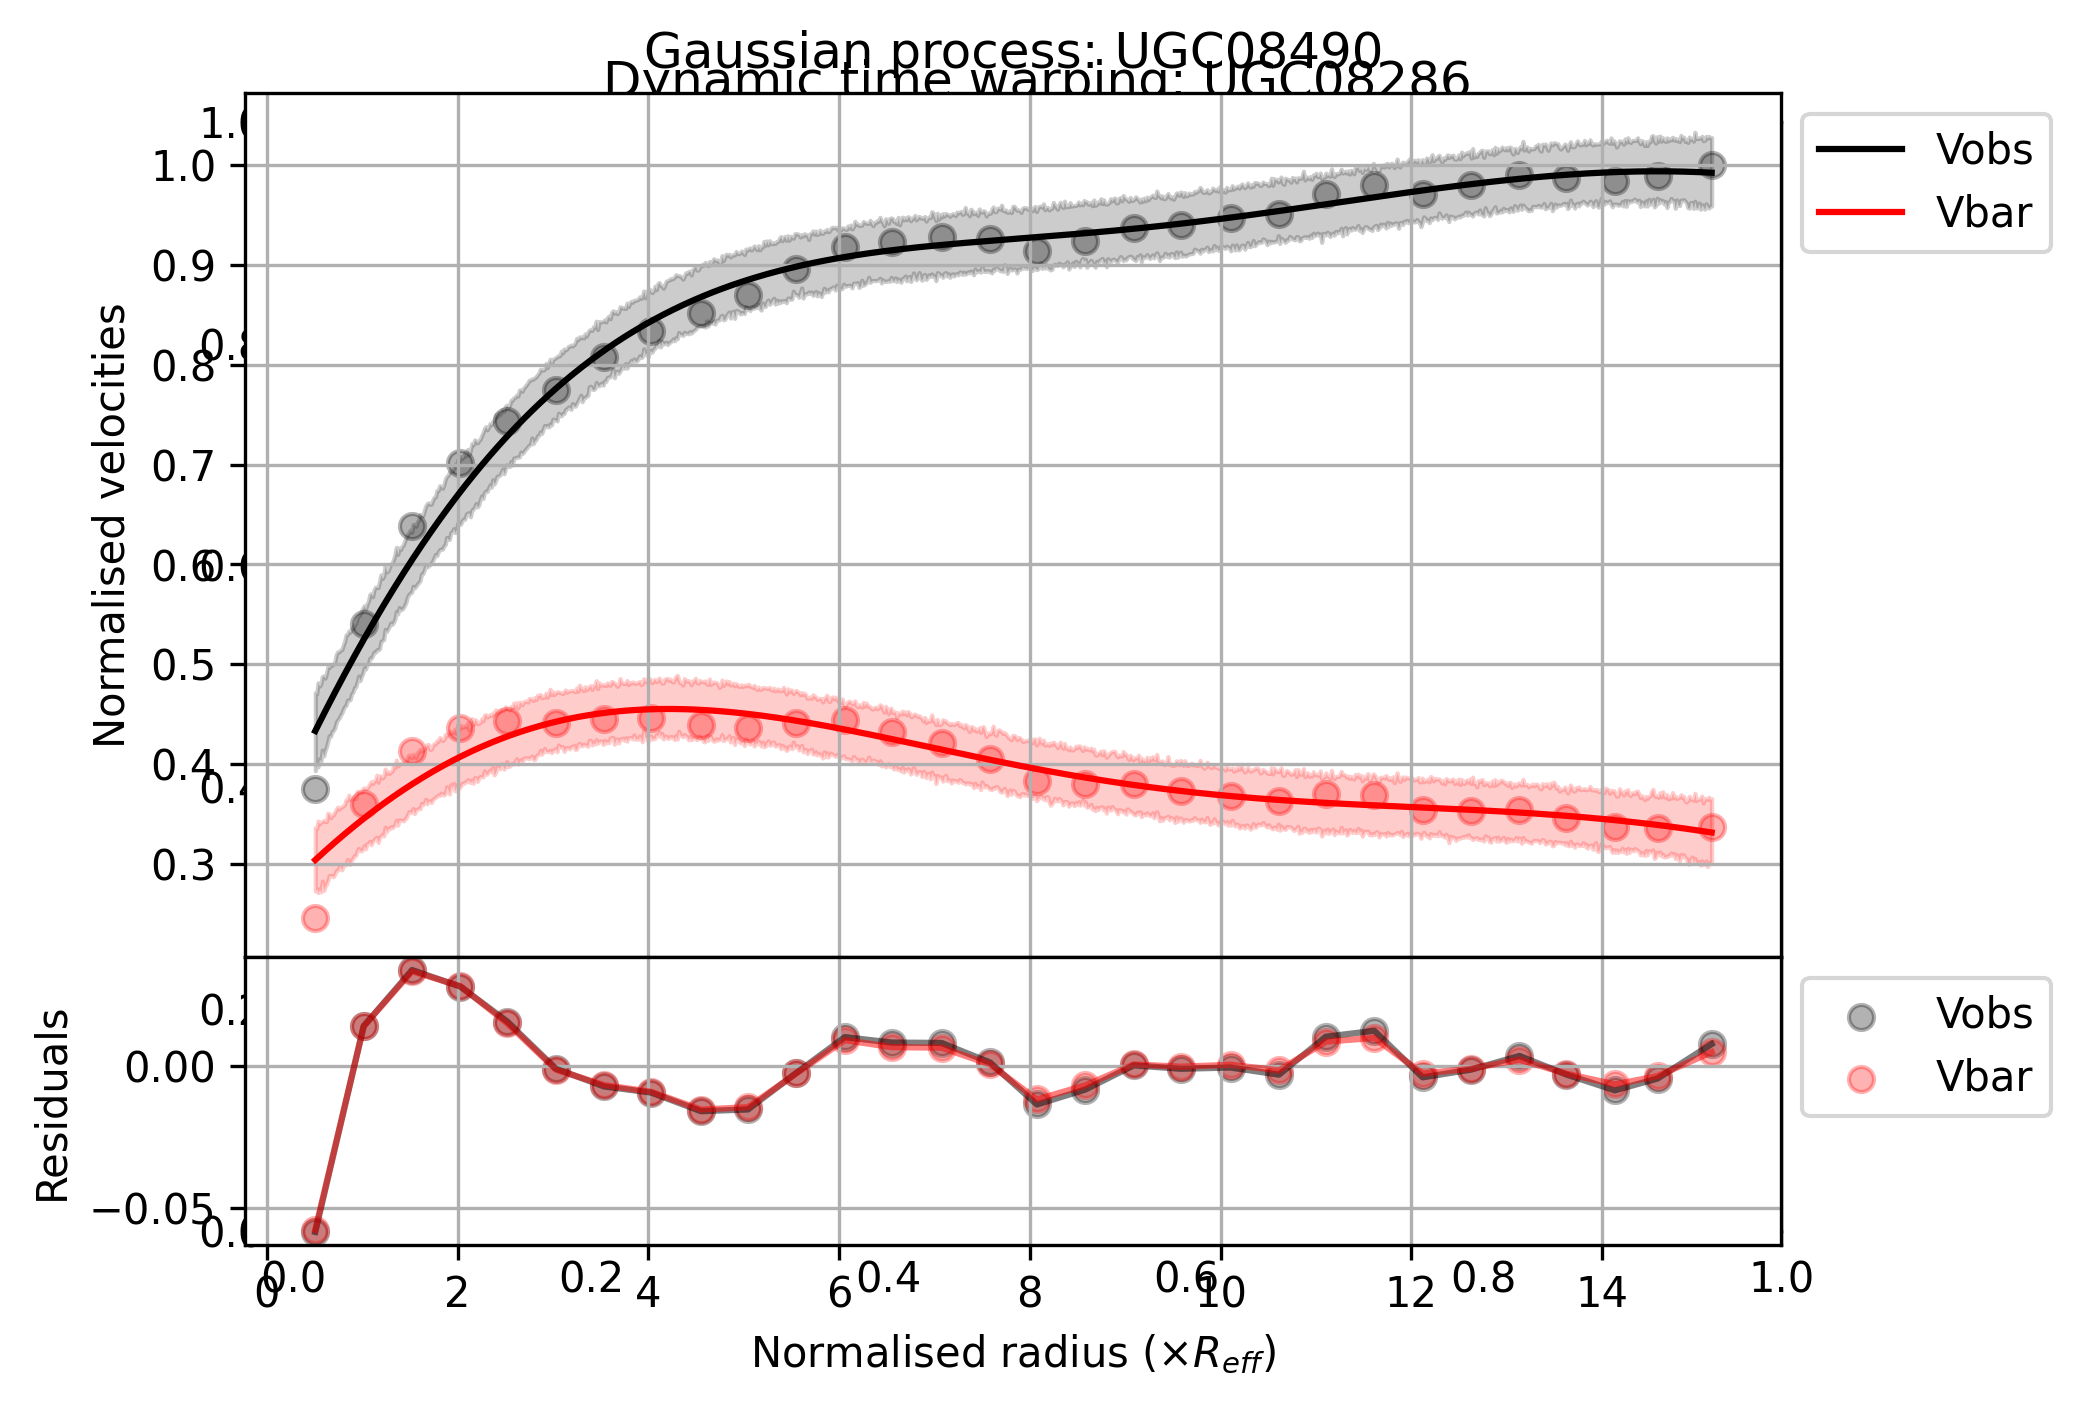 Gaussian process: UGC08490
Dynamic time warping: UGC08286
Normalised velocities
1.0
0.9
0.8
0.7
0.6
0.5
0.4
0.3
Vobs
Vbar
Residuals
0.00
−0.05
Vobs
Vbar
0.0 0.2 0.4 0.6 0.8 1.0
0 2 4 6 8 10 12 14
Normalised radius (×R_eff)